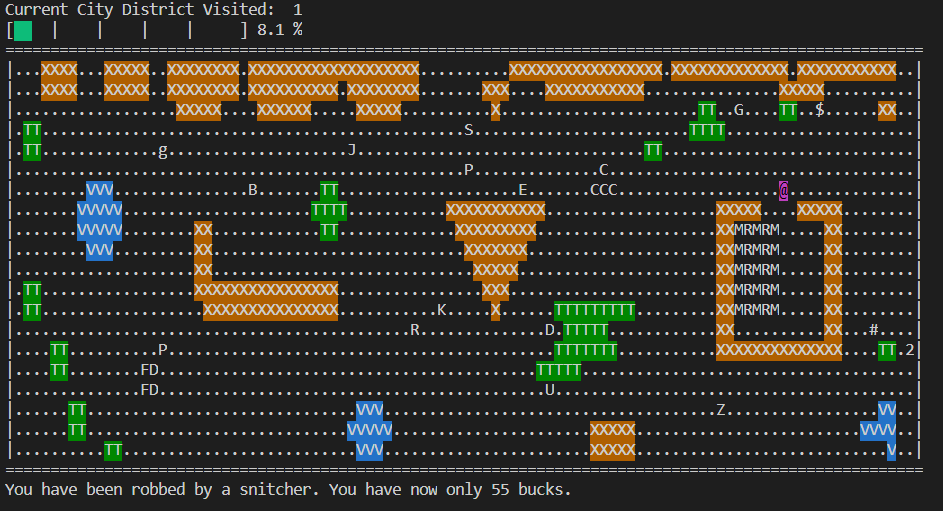 Current City District Visited:  1
[    |    |    |    |     ] 8.1 %
======================================================================================================
|...XXXX...XXXXX..XXXXXXXX.XXXXXXXXXXXXXXXXXXX..........XXXXXXXXXXXXXXXXX.XXXXXXXXXXXXX.XXXXXXXXXXX..|
|...XXXX...XXXXX..XXXXXXXX.XXXXXXXXXX.XXXXXXXX.......XXX....XXXXXXXXXXX...............XXXXX..........|
|..................XXXXX....XXXXXX.....XXXXX..........X......................TT..G....TT..$......XX..|
|.TT...............................................S........................TTTT.....................|
|.TT.............g....................J................................TT............................|
|..................................................P..............C..................................|
|........VVV...............B.......TT....................E.......CCC..................@..............|
|.......VVVVV.....................TTTT...........XXXXXXXXXXX...................XXXXX....XXXXX........|
|.......VVVVV........XX............TT.............XXXXXXXXX....................XXMRMRM.....XX........|
|........VVV.........XX............................XXXXXXX.....................XXMRMRM.....XX........|
|....................XX.............................XXXXX......................XXMRMRM.....XX........|
|.TT.................XXXXXXXXXXXXXXXX................XXX.......................XXMRMRM.....XX........|
|.TT..................XXXXXXXXXXXXXXX...........K.....X......TTTTTTTTT.........XXMRMRM.....XX........|
|............................................R..............D.TTTTT............XX..........XX...#....|
|....TT..........P...........................................TTTTTTT...........XXXXXXXXXXXXXX....TT.2|
|....TT........FD..........................................TTTTT.....................................|
|..............FD...........................................U........................................|
|......TT..............................VVV.....................................Z.................VV..|
|......TT.............................VVVVV......................XXXXX.........................VVVV..|
|..........TT..........................VVV.......................XXXXX............................V..|
======================================================================================================
You have been robbed by a snitcher. You have now only 55 bucks.